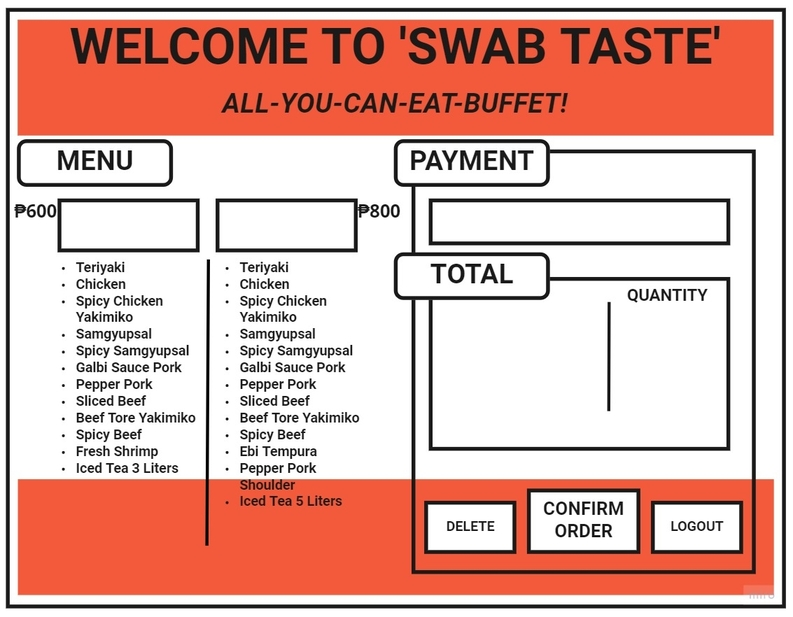 WELCOME TO 'SWAB TASTE'
ALL-YOU-CAN-EAT-BUFFET!
MENU
₱600
₱800
• Teriyaki
• Chicken
• Spicy Chicken
Yakimiko
• Samgyupsal
• Spicy Samgyupsal
• Galbi Sauce Pork
• Pepper Pork
• Sliced Beef
• Beef Tore Yakimiko
• Spicy Beef
• Fresh Shrimp
• Iced Tea 3 Liters
• Teriyaki
• Chicken
• Spicy Chicken
Yakimiko
• Samgyupsal
• Spicy Samgyupsal
• Galbi Sauce Pork
• Pepper Pork
• Sliced Beef
• Beef Tore Yakimiko
• Spicy Beef
• Ebi Tempura
• Pepper Pork
Shoulder
• Iced Tea 5 Liters
PAYMENT
TOTAL
QUANTITY
DELETE
CONFIRM
ORDER
LOGOUT
miro